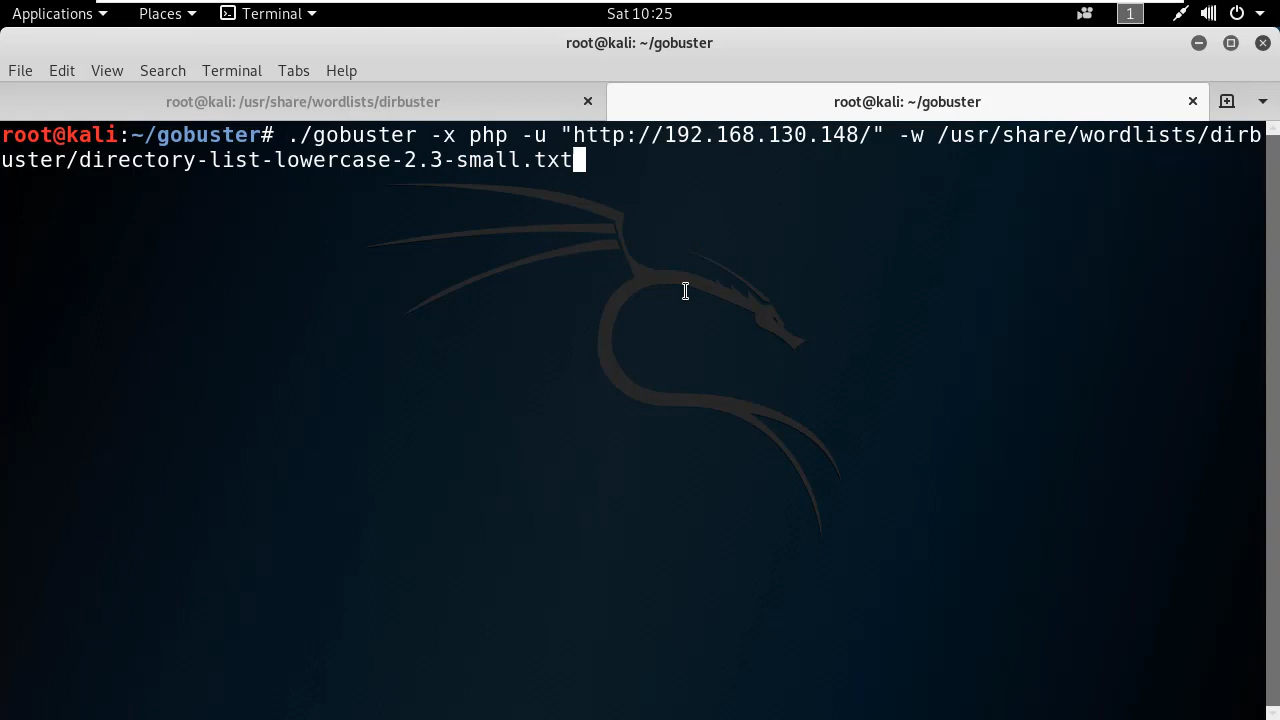 Applications Places Terminal Sat 10:25 1
root@kali: ~/gobuster
File Edit View Search Terminal Tabs Help
root@kali: /usr/share/wordlists/dirbuster root@kali: ~/gobuster
root@kali:~/gobuster# ./gobuster -x php -u "http://192.168.130.148/" -w /usr/share/wordlists/dirb
uster/directory-list-lowercase-2.3-small.txt